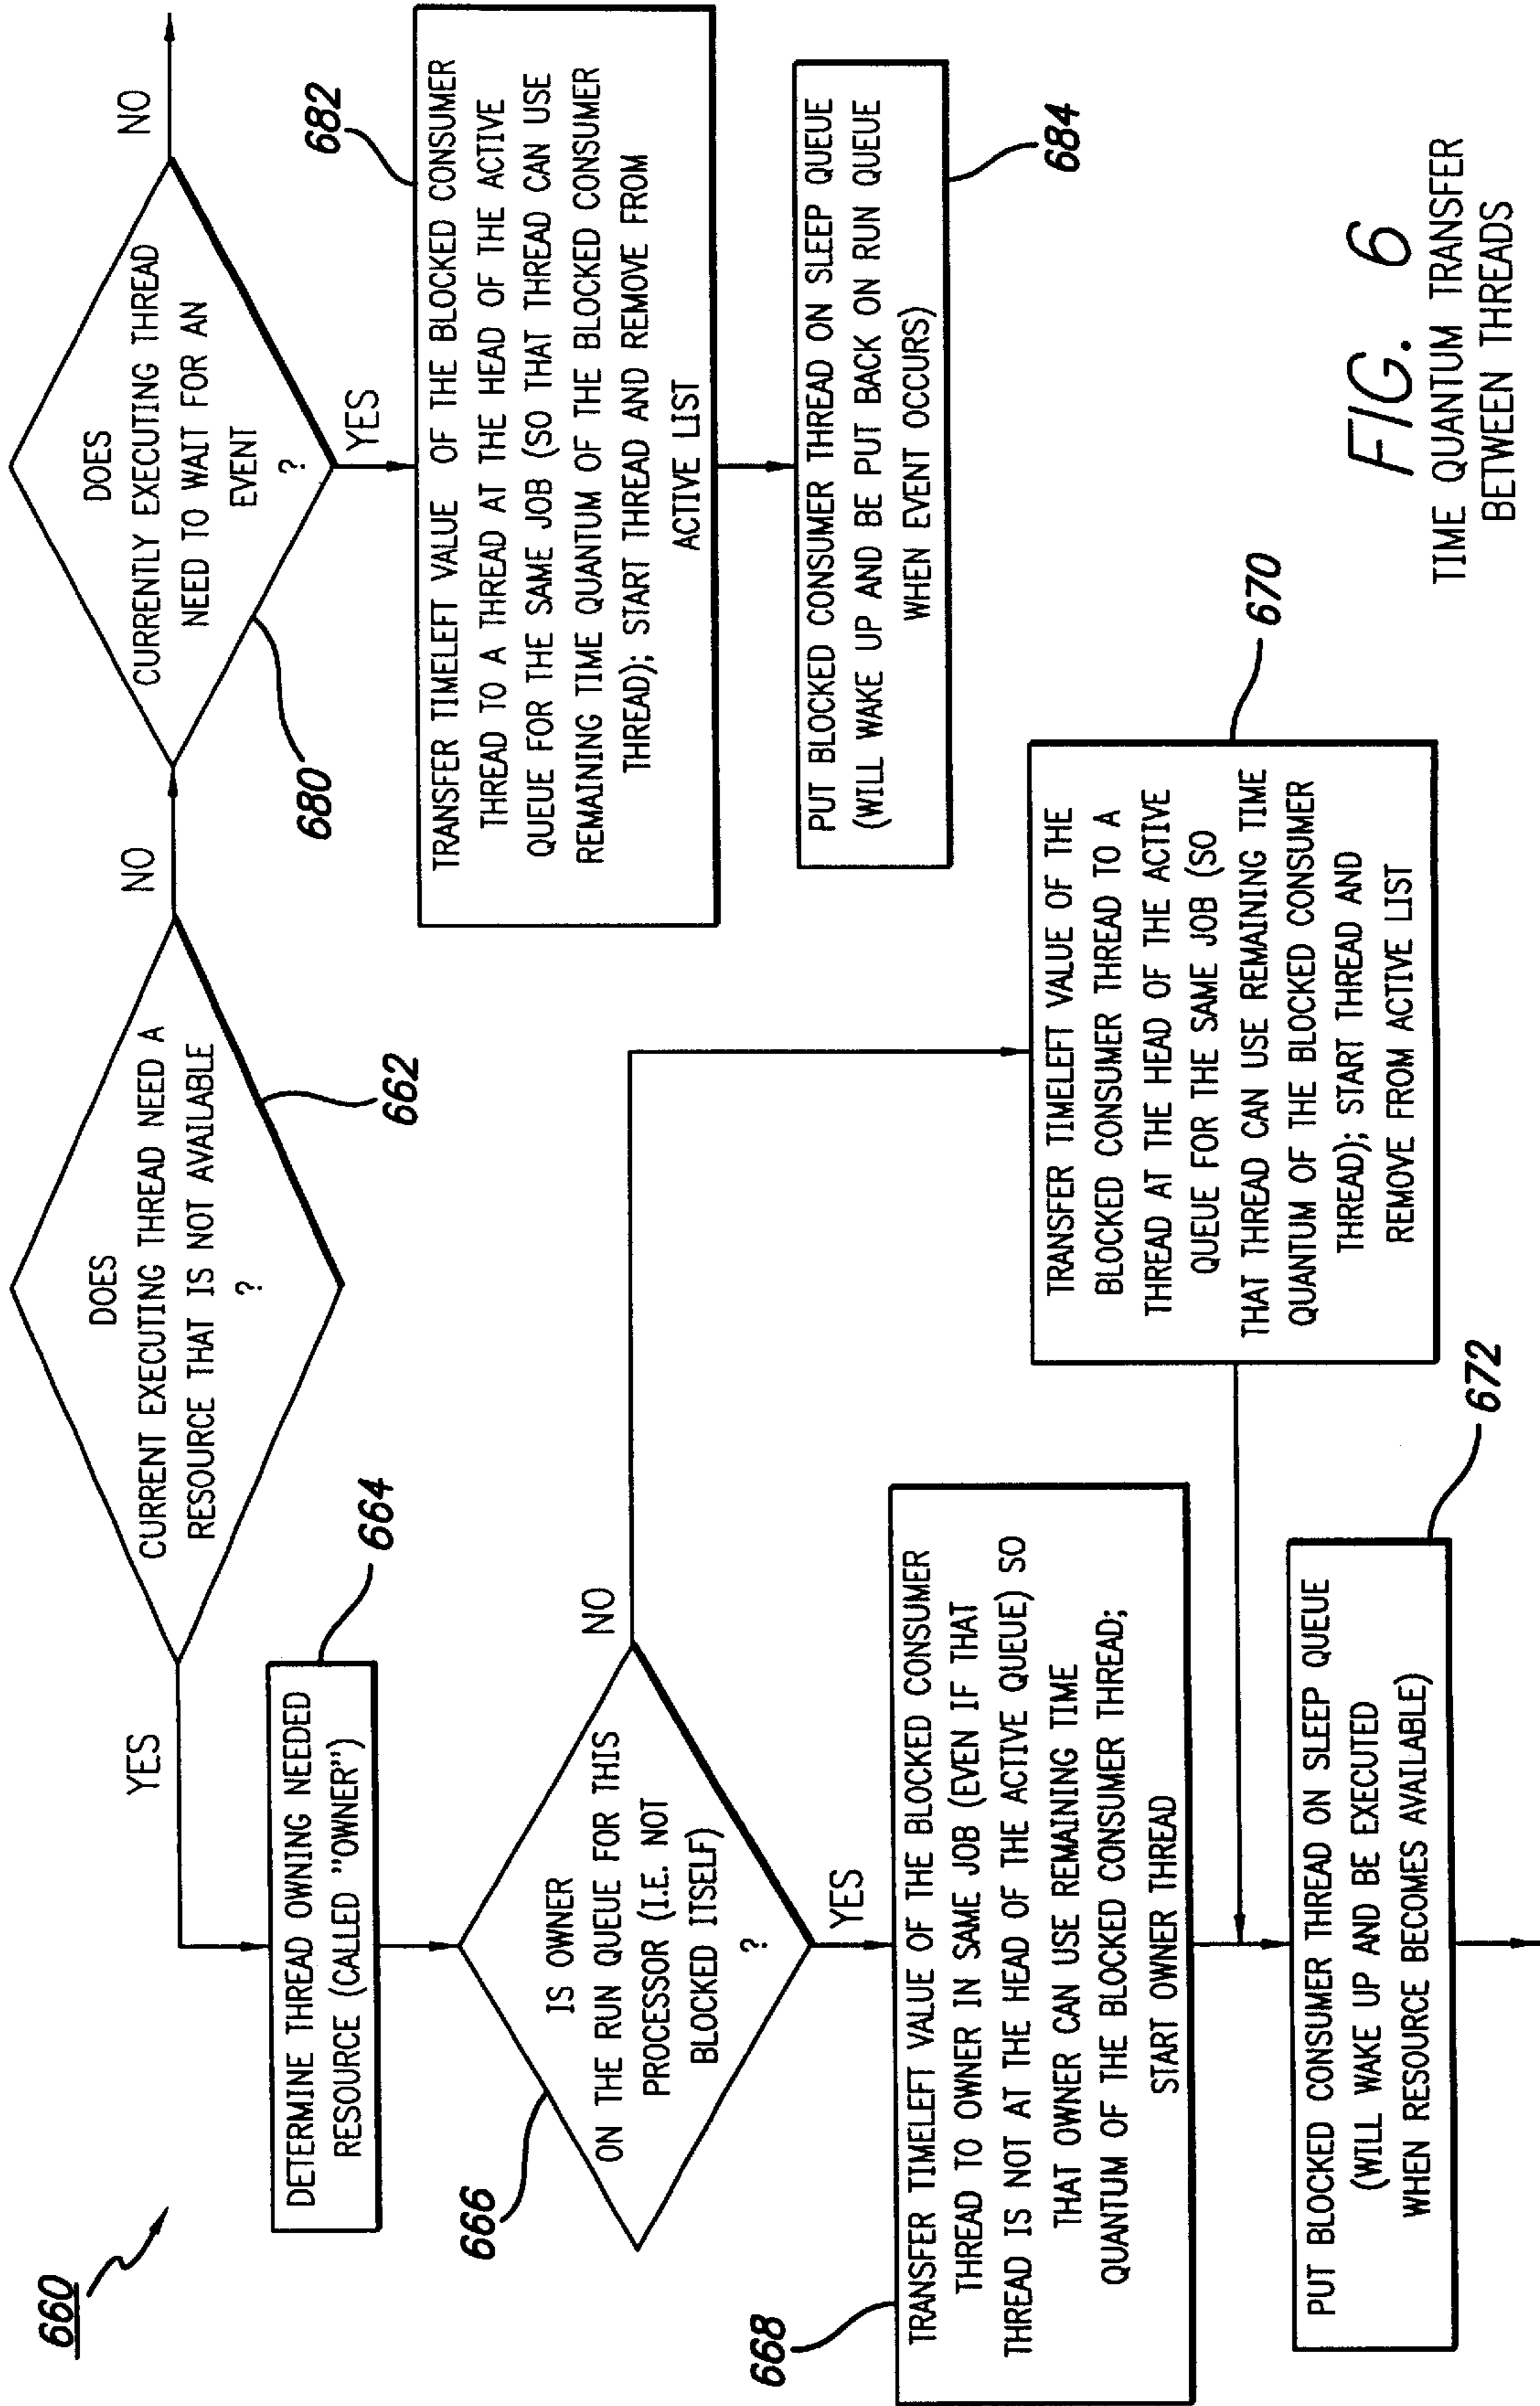 660
DOES
CURRENT EXECUTING THREAD NEED A
RESOURCE THAT IS NOT AVAILABLE
?
662
YES
NO
DOES
CURRENTLY EXECUTING THREAD
NEED TO WAIT FOR AN
EVENT
?
680
NO
YES
TRANSFER TIMELEFT VALUE OF THE BLOCKED CONSUMER
THREAD TO A THREAD AT THE HEAD OF THE ACTIVE
QUEUE FOR THE SAME JOB (SO THAT THREAD CAN USE
REMAINING TIME QUANTUM OF THE BLOCKED CONSUMER
THREAD); START THREAD AND REMOVE FROM
ACTIVE LIST
682
PUT BLOCKED CONSUMER THREAD ON SLEEP QUEUE
(WILL WAKE UP AND BE PUT BACK ON RUN QUEUE
WHEN EVENT OCCURS)
684
DETERMINE THREAD OWNING NEEDED
RESOURCE (CALLED "OWNER")
664
IS OWNER
ON THE RUN QUEUE FOR THIS
PROCESSOR (I.E. NOT
BLOCKED ITSELF)
?
666
NO
YES
TRANSFER TIMELEFT VALUE OF THE BLOCKED CONSUMER
THREAD TO OWNER IN SAME JOB (EVEN IF THAT
THREAD IS NOT AT THE HEAD OF THE ACTIVE QUEUE) SO
THAT OWNER CAN USE REMAINING TIME
QUANTUM OF THE BLOCKED CONSUMER THREAD;
START OWNER THREAD
668
TRANSFER TIMELEFT VALUE OF THE
BLOCKED CONSUMER THREAD TO A
THREAD AT THE HEAD OF THE ACTIVE
QUEUE FOR THE SAME JOB (SO
THAT THREAD CAN USE REMAINING TIME
QUANTUM OF THE BLOCKED CONSUMER
THREAD); START THREAD AND
REMOVE FROM ACTIVE LIST
670
PUT BLOCKED CONSUMER THREAD ON SLEEP QUEUE
(WILL WAKE UP AND BE EXECUTED
WHEN RESOURCE BECOMES AVAILABLE)
672
FIG. 6
TIME QUANTUM TRANSFER
BETWEEN THREADS